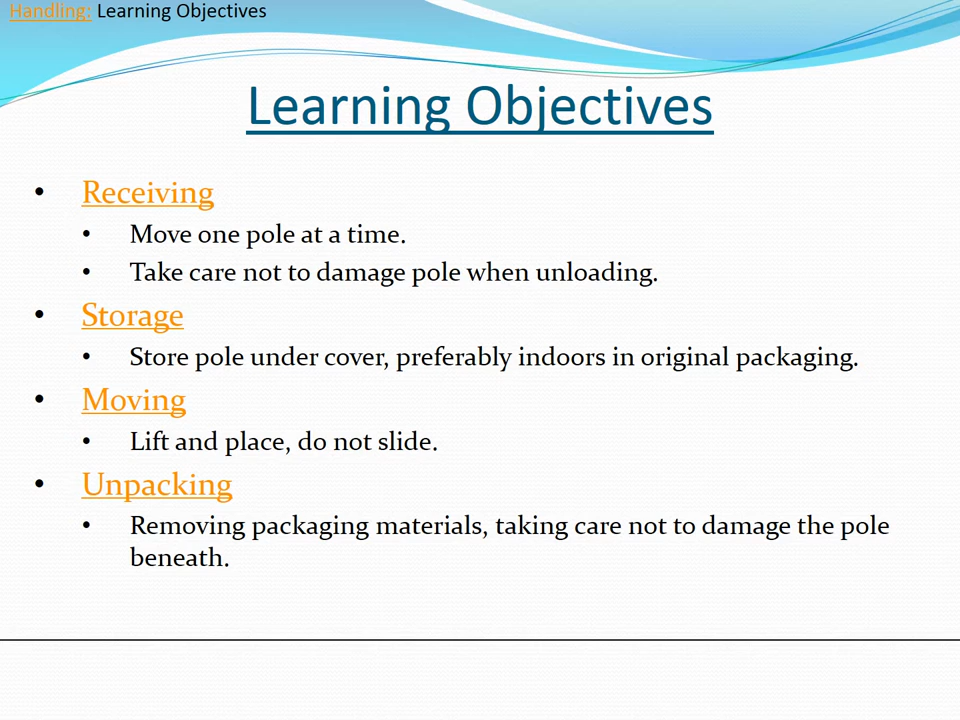 Handling: Learning Objectives
Learning Objectives
• Receiving
• Move one pole at a time.
• Take care not to damage pole when unloading.
• Storage
• Store pole under cover, preferably indoors in original packaging.
• Moving
• Lift and place, do not slide.
• Unpacking
• Removing packaging materials, taking care not to damage the pole
beneath.